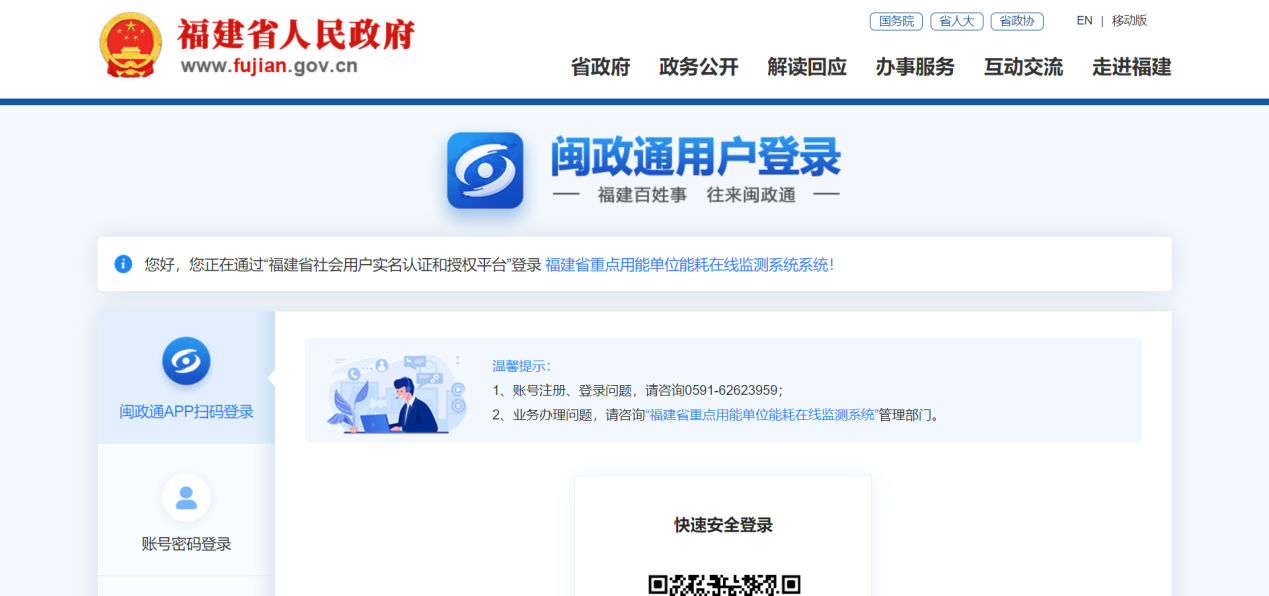 国务院 省人大 省政协 EN | 移动版
福建省人民政府
www.fujian.gov.cn
省政府 政务公开 解读回应 办事服务 互动交流 走进福建
闽政通用户登录
福建百姓事 往来闽政通
您好，您正在通过“福建省社会用户实名认证和授权平台”登录 福建省重点用能单位能耗在线监测系统系统！
闽政通APP扫码登录
账号密码登录
温馨提示：
1、账号注册、登录问题，请咨询0591-62623959；
2、业务办理问题，请咨询“福建省重点用能单位能耗在线监测系统”管理部门。
快速安全登录